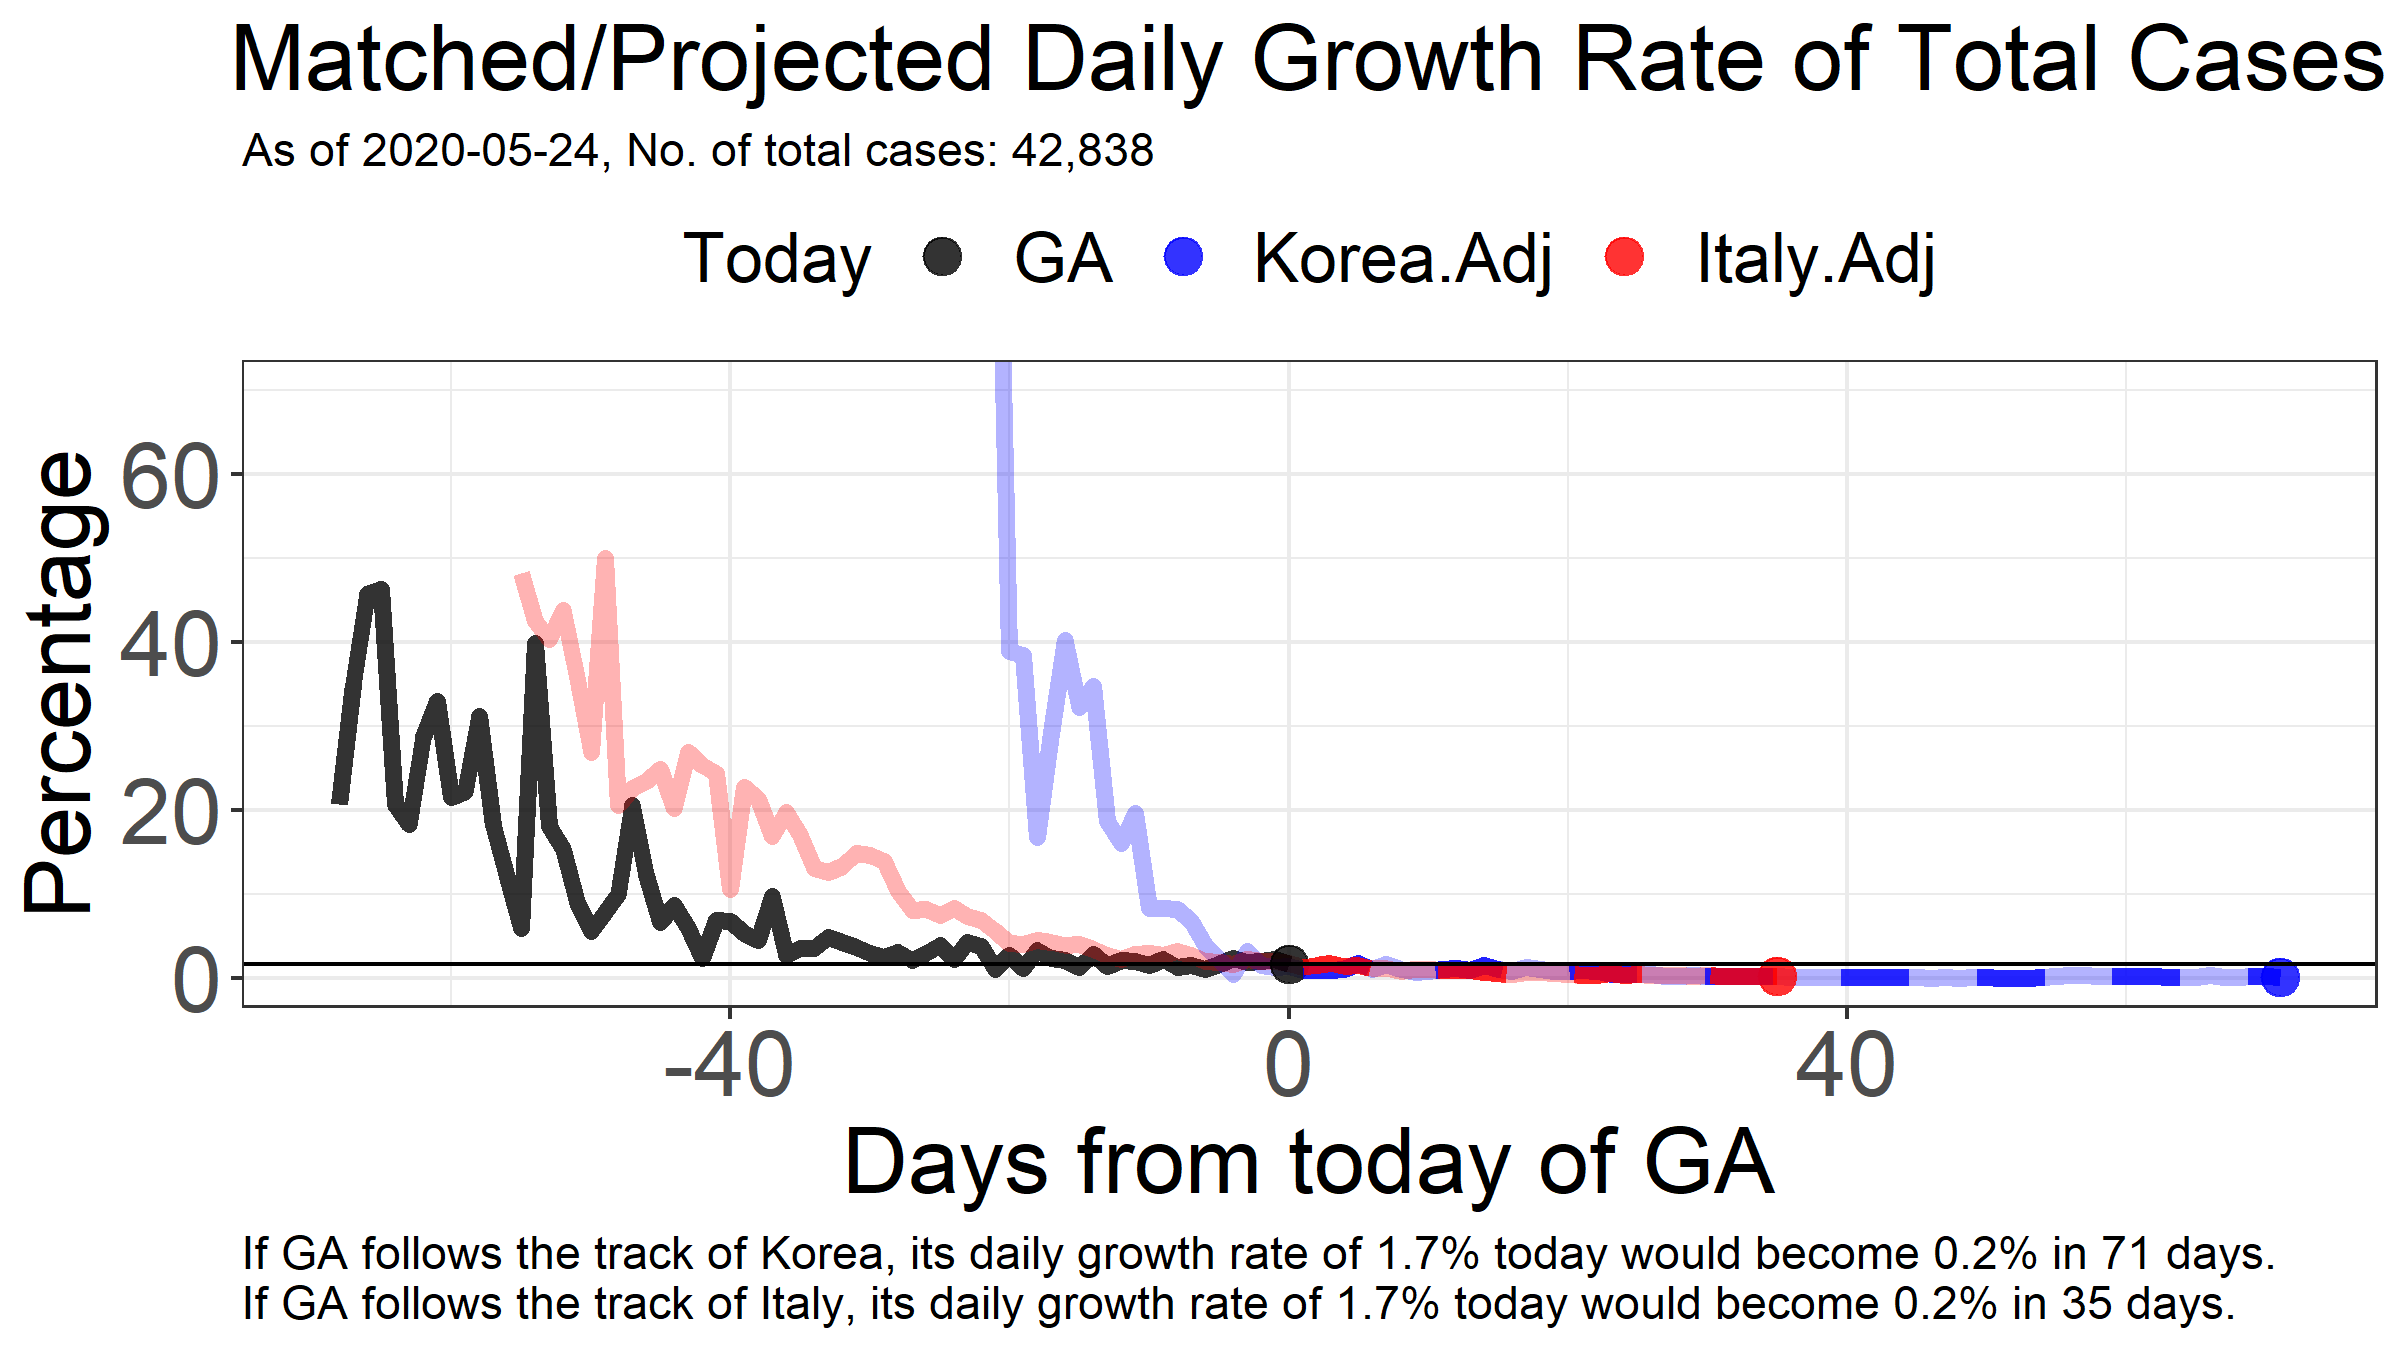 Matched/Projected Daily Growth Rate of Total Cases
As of 2020-05-24, No. of total cases: 42,838
Today GA Korea.Adj Italy.Adj
Percentage
60
40
20
0
-40 0 40
Days from today of GA
If GA follows the track of Korea, its daily growth rate of 1.7% today would become 0.2% in 71 days.
If GA follows the track of Italy, its daily growth rate of 1.7% today would become 0.2% in 35 days.